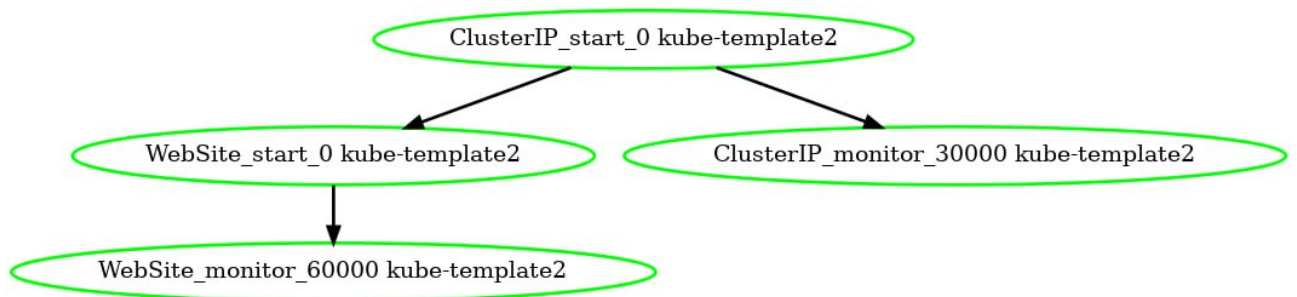 ClusterIP_start_0 kube-template2
WebSite_start_0 kube-template2
ClusterIP_monitor_30000 kube-template2
WebSite_monitor_60000 kube-template2